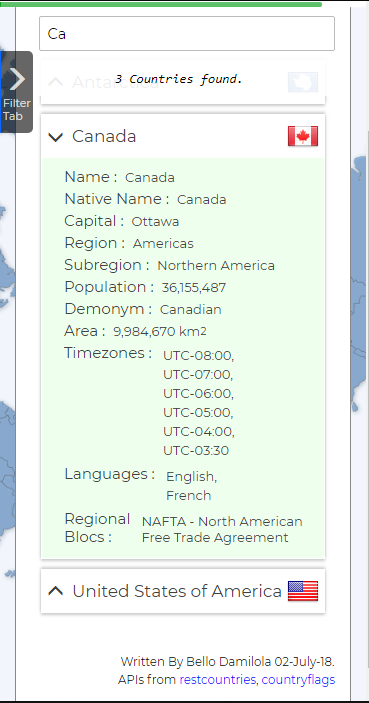 Ca
3 Countries found.
Filter
Tab
Canada
Name : Canada
Native Name : Canada
Capital : Ottawa
Region : Americas
Subregion : Northern America
Population : 36,155,487
Demonym : Canadian
Area : 9,984,670 km2
Timezones : UTC-08:00,
UTC-07:00,
UTC-06:00,
UTC-05:00,
UTC-04:00,
UTC-03:30
Languages : English,
French
Regional Blocs : NAFTA - North American
Free Trade Agreement
United States of America
Written By Bello Damilola 02-July-18.
APIs from restcountries, countryflags